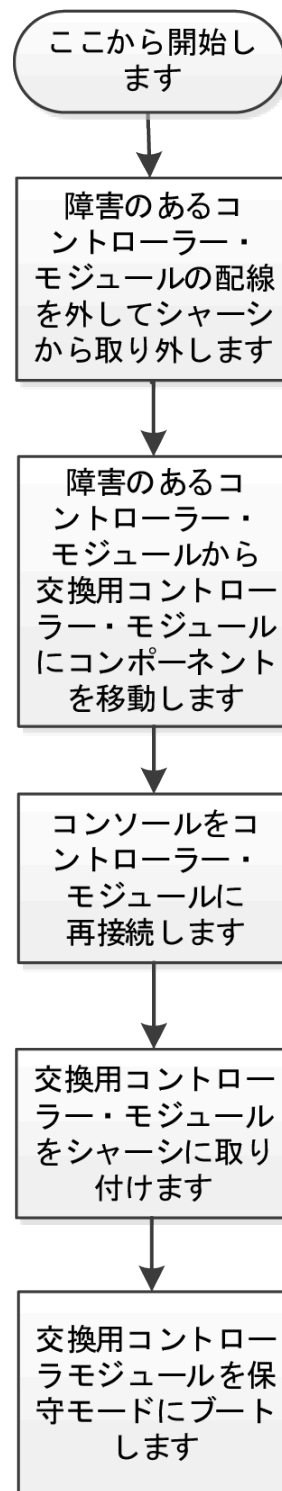 ここから開始し
ます
障害のあるコ
ントローラー・
モジュールの配線
を外してシャーシ
から取り外します
障害のあるコ
ントローラー・
モジュールから
交換用コントロー
ラー・モジュール
にコンポーネント
を移動します
コンソールをコ
ントローラー・
モジュールに
再接続します
交換用コントロー
ラー・モジュール
をシャーシに取り
付けます
交換用コントロー
ラモジュールを保
守モードにブート
します